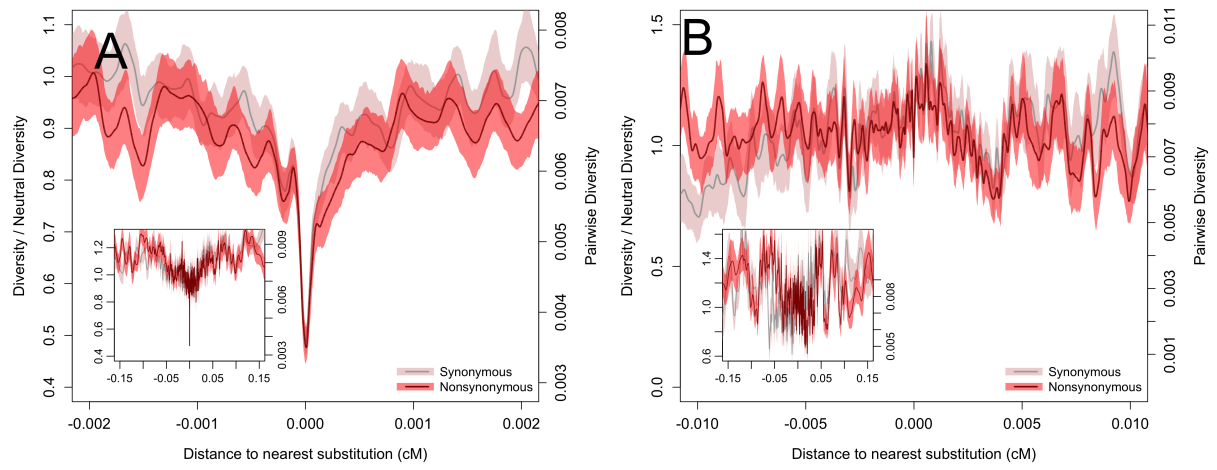 A
Diversity / Neutral Diversity
0.4 0.5 0.6 0.7 0.8 0.9 1.0 1.1
Pairwise Diversity
0.003 0.004 0.005 0.006 0.007 0.008
0.4 0.6 0.8 1.0 1.2
0.003 0.006 0.009
-0.15 -0.05 0.05 0.15
Synonymous
Nonsynonymous
-0.002 -0.001 0.000 0.001 0.002
Distance to nearest substitution (cM)
B
Diversity / Neutral Diversity
0.0 0.5 1.0 1.5
Pairwise Diversity
0.001 0.003 0.005 0.007 0.009 0.011
0.6 1.0 1.4
0.005 0.008
-0.15 -0.05 0.05 0.15
Synonymous
Nonsynonymous
-0.010 -0.005 0.000 0.005 0.010
Distance to nearest substitution (cM)